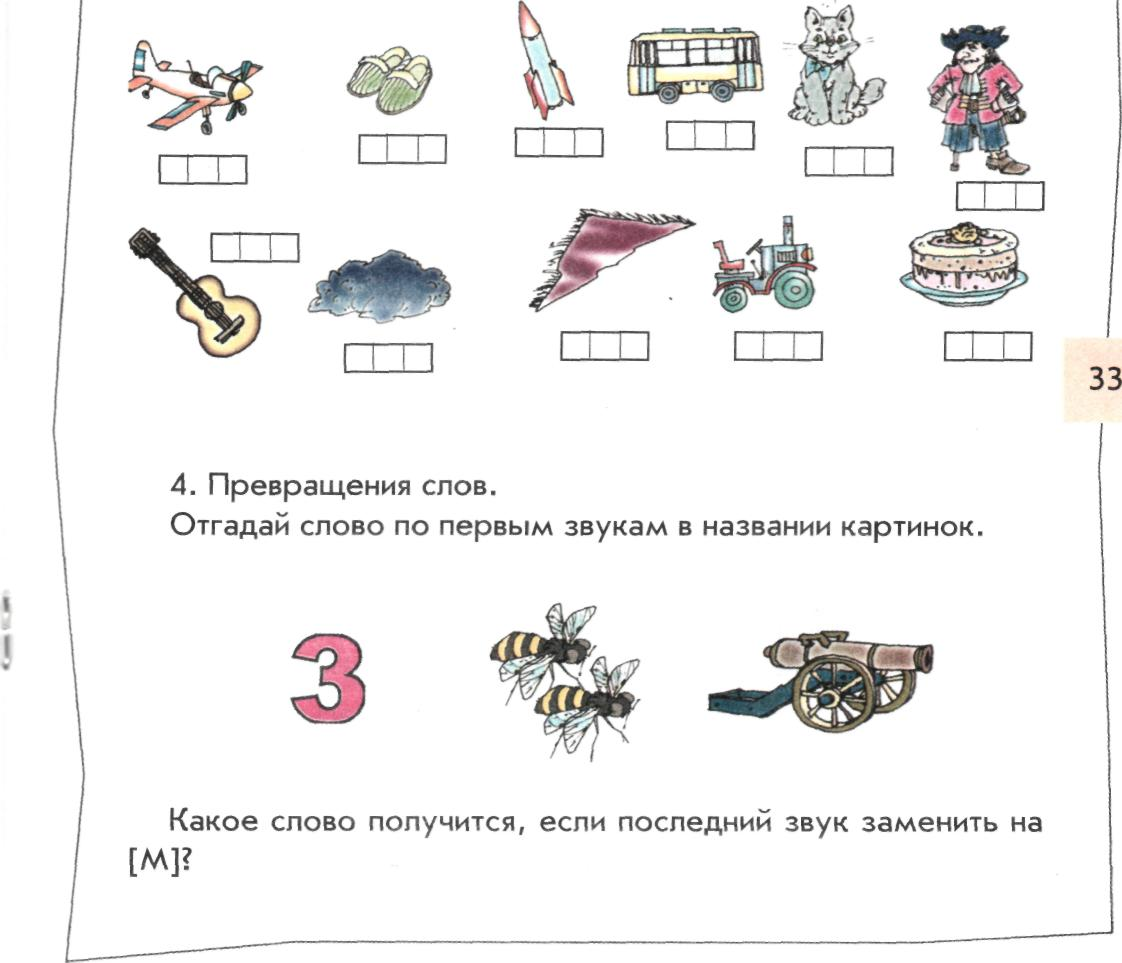 33
4. Превращения слов.
Отгадай слово по первым звукам в названии картинок.
3
Какое слово получится, если последний звук заменить на
[М]?